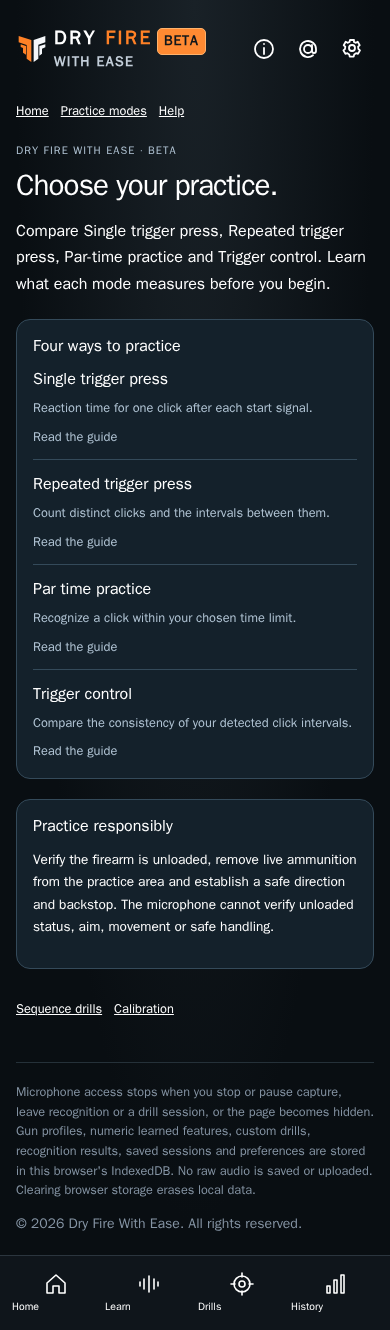 DRY FIRE BETA
WITH EASE
Home Practice modes Help
DRY FIRE WITH EASE · BETA
Choose your practice.
Compare Single trigger press, Repeated trigger
press, Par-time practice and Trigger control. Learn
what each mode measures before you begin.
Four ways to practice
Single trigger press
Reaction time for one click after each start signal.
Read the guide
Repeated trigger press
Count distinct clicks and the intervals between them.
Read the guide
Par time practice
Recognize a click within your chosen time limit.
Read the guide
Trigger control
Compare the consistency of your detected click intervals.
Read the guide
Practice responsibly
Verify the firearm is unloaded, remove live ammunition
from the practice area and establish a safe direction
and backstop. The microphone cannot verify unloaded
status, aim, movement or safe handling.
Sequence drills Calibration
Microphone access stops when you stop or pause capture,
leave recognition or a drill session, or the page becomes hidden.
Gun profiles, numeric learned features, custom drills,
recognition results, saved sessions and preferences are stored
in this browser's IndexedDB. No raw audio is saved or uploaded.
Clearing browser storage erases local data.
© 2026 Dry Fire With Ease. All rights reserved.
Home Learn Drills History